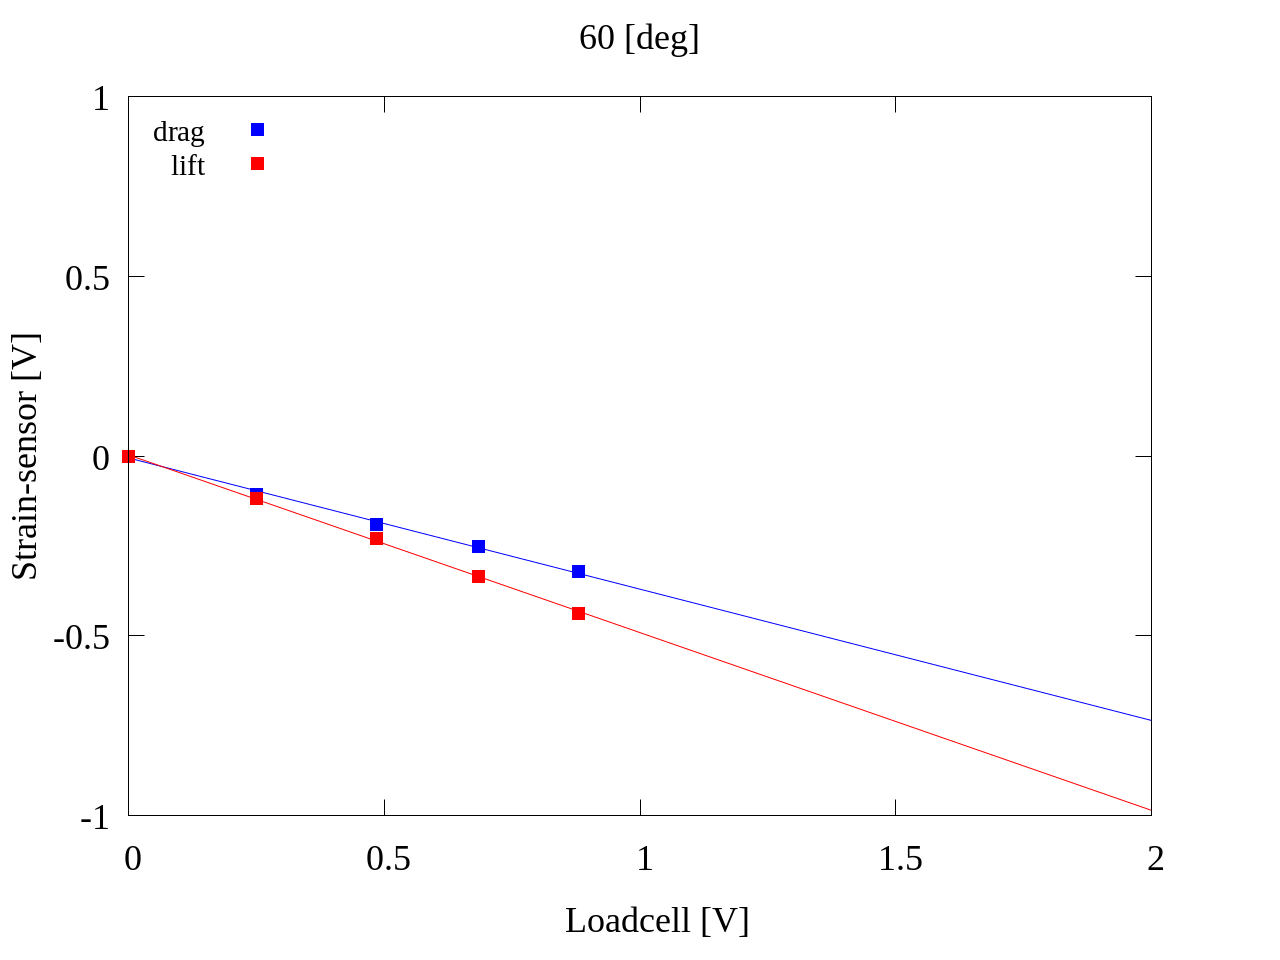 60 [deg]
1
drag
lift
0.5
0
-0.5
-1
Strain-sensor [V]
0 0.5 1 1.5 2
Loadcell [V]